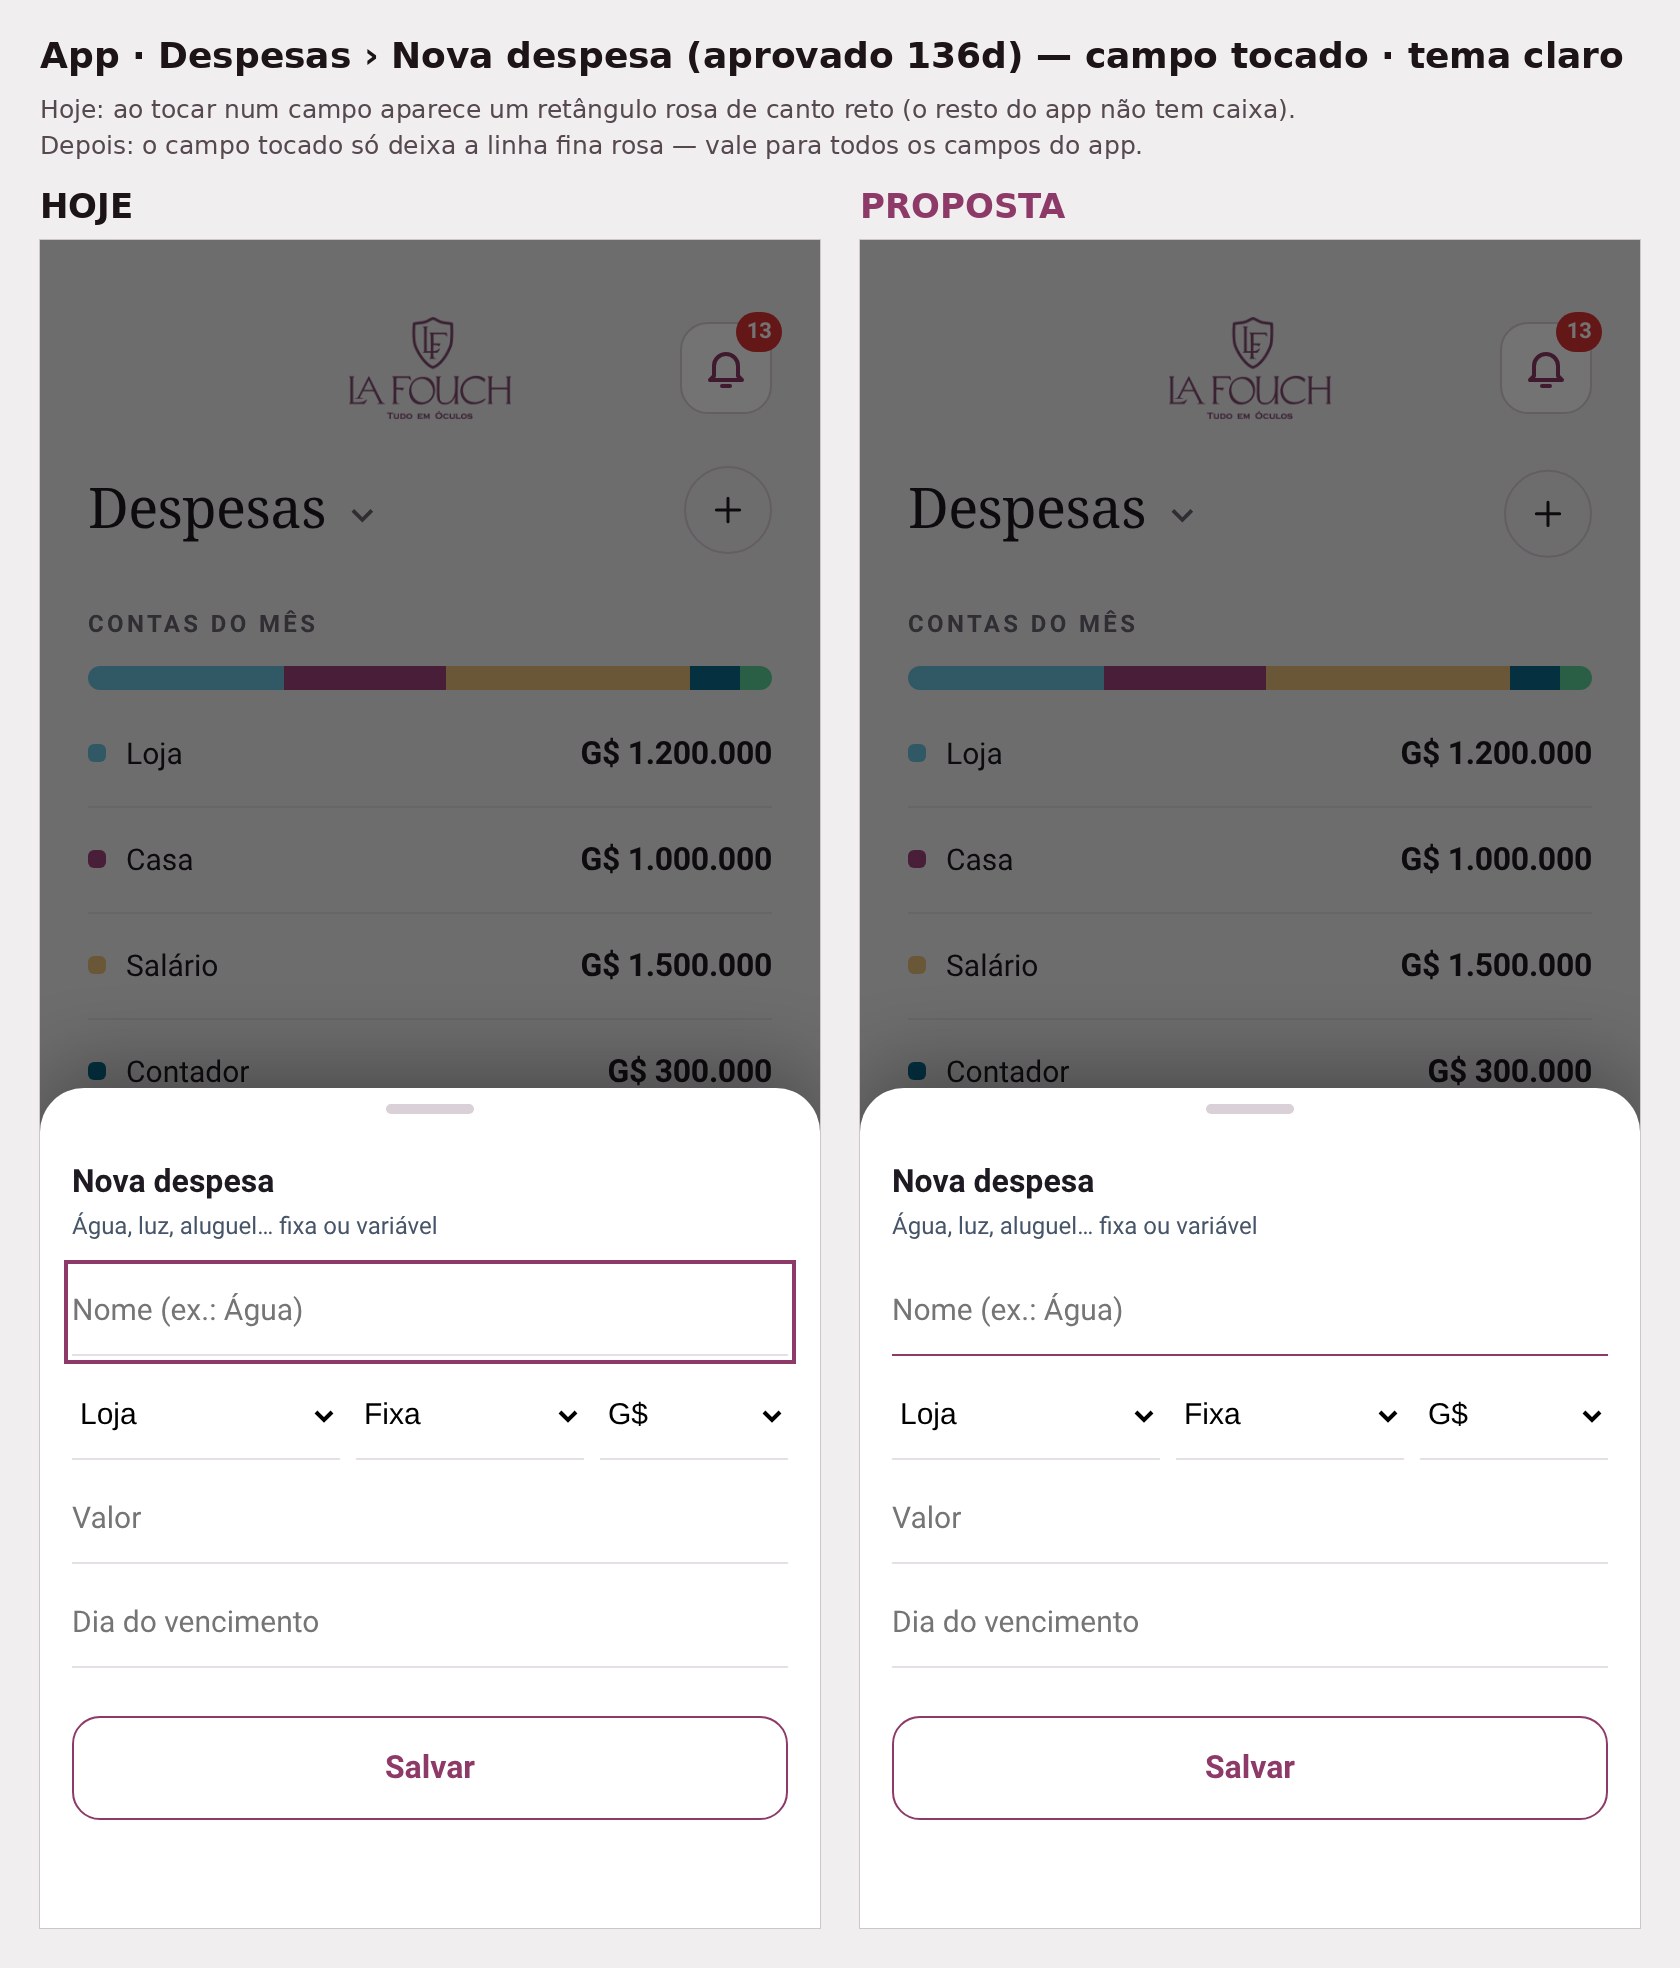 App · Despesas › Nova despesa (aprovado 136d) — campo tocado · tema claro
Hoje: ao tocar num campo aparece um retângulo rosa de canto reto (o resto do app não tem caixa).
Depois: o campo tocado só deixa a linha fina rosa — vale para todos os campos do app.
HOJE
LF
LA FOUCH
TUDO EM ÓCULOS
13
Despesas
CONTAS DO MÊS
Loja G$ 1.200.000
Casa G$ 1.000.000
Salário G$ 1.500.000
Contador G$ 300.000
Nova despesa
Água, luz, aluguel... fixa ou variável
Nome (ex.: Água)
Loja Fixa G$
Valor
Dia do vencimento
Salvar
PROPOSTA
LF
LA FOUCH
TUDO EM ÓCULOS
13
Despesas
CONTAS DO MÊS
Loja G$ 1.200.000
Casa G$ 1.000.000
Salário G$ 1.500.000
Contador G$ 300.000
Nova despesa
Água, luz, aluguel... fixa ou variável
Nome (ex.: Água)
Loja Fixa G$
Valor
Dia do vencimento
Salvar